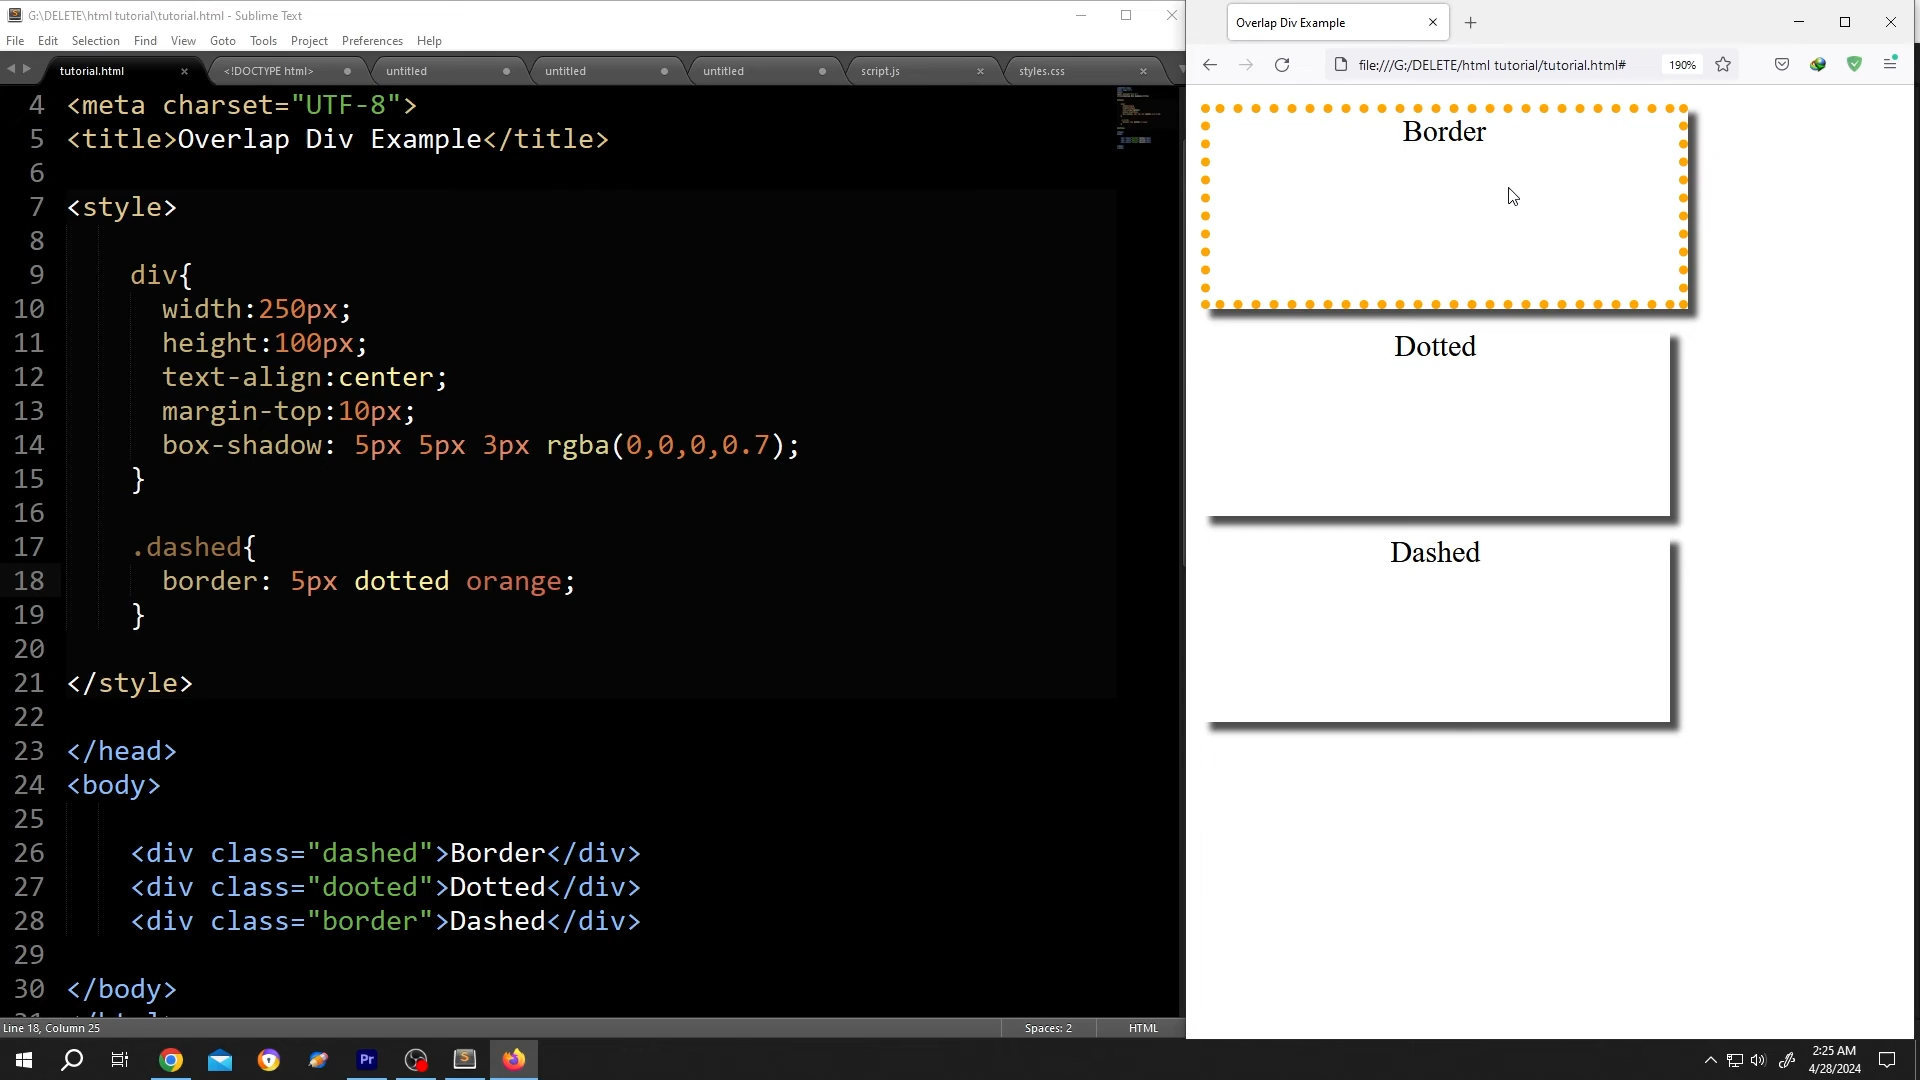 G:\DELETE\html tutorial\tutorial.html - Sublime Text
File Edit Selection Find View Goto Tools Project Preferences Help
tutorial.html <!DOCTYPE html> untitled untitled untitled script.js styles.css
4 <meta charset="UTF-8">
5 <title>Overlap Div Example</title>
6
7 <style>
8
9 div{
10 width:250px;
11 height:100px;
12 text-align:center;
13 margin-top:10px;
14 box-shadow: 5px 5px 3px rgba(0,0,0,0.7);
15 }
16
17 .dashed{
18 border: 5px dotted orange;
19 }
20
21 </style>
22
23 </head>
24 <body>
25
26 <div class="dashed">Border</div>
27 <div class="dooted">Dotted</div>
28 <div class="border">Dashed</div>
29
30 </body>
Line 18, Column 25
Spaces: 2
HTML
Overlap Div Example
file:///G:/DELETE/html tutorial/tutorial.html#
190%
Border
Dotted
Dashed
Pr
2:25 AM
4/28/2024